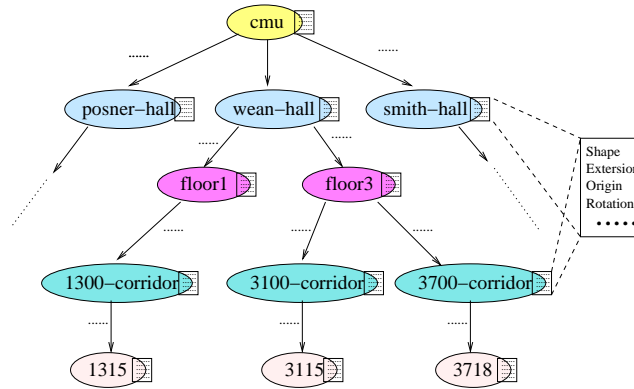 cmu
posner-hall
wean-hall
smith-hall
Shape
Extersion
Origin
Rotation
floor1
floor3
1300-corridor
3100-corridor
3700-corridor
1315
3115
3718